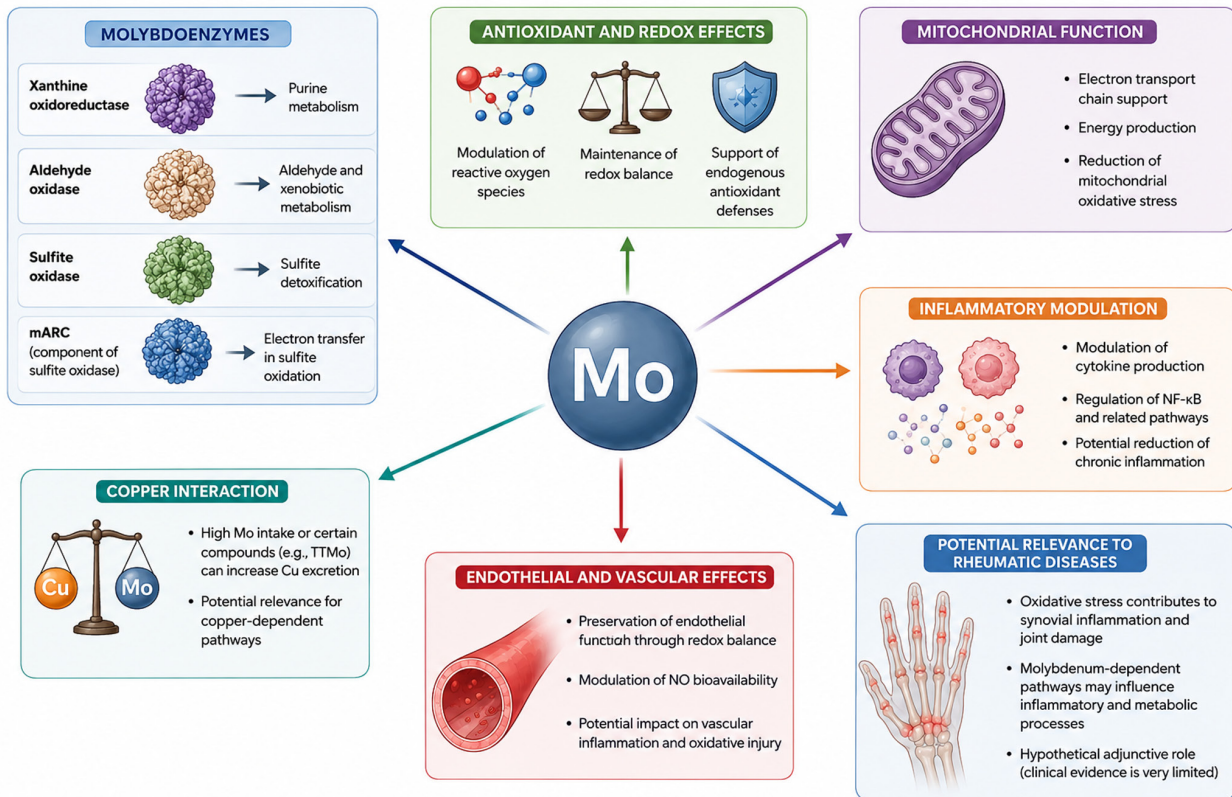 MOLYBDOENZYMES
Xanthine
oxidoreductase
Purine
metabolism
Aldehyde
oxidase
Aldehyde and
xenobiotic
metabolism
Sulfite
oxidase
Sulfite
detoxification
mARC
(component of
sulfite oxidase)
Electron transfer
in sulfite
oxidation
ANTIOXIDANT AND REDOX EFFECTS
Modulation of
reactive oxygen
species
Maintenance of
redox balance
Support of
endogenous
antioxidant
defenses
MITOCHONDRIAL FUNCTION
• Electron transport
chain support
• Energy production
• Reduction of
mitochondrial
oxidative stress
Mo
INFLAMMATORY MODULATION
• Modulation of
cytokine production
• Regulation of NF-κB
and related pathways
• Potential reduction of
chronic inflammation
COPPER INTERACTION
Cu
Mo
• High Mo intake or certain
compounds (e.g., TTMo)
can increase Cu excretion
• Potential relevance for
copper-dependent
pathways
ENDOTHELIAL AND VASCULAR EFFECTS
• Preservation of endothelial
function through redox balance
• Modulation of NO bioavailability
• Potential impact on vascular
inflammation and oxidative injury
POTENTIAL RELEVANCE TO
RHEUMATIC DISEASES
• Oxidative stress contributes to
synovial inflammation and
joint damage
• Molybdenum-dependent
pathways may influence
inflammatory and metabolic
processes
• Hypothetical adjunctive role
(clinical evidence is very limited)